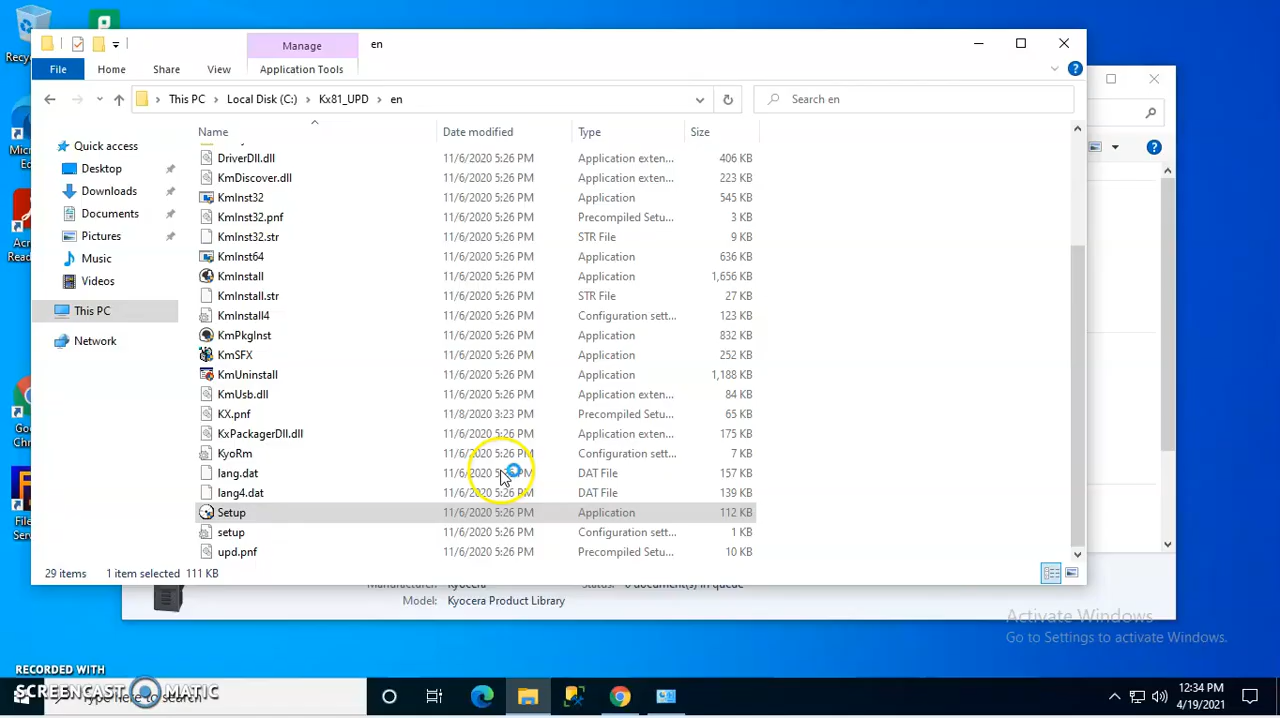 Manage
en
File
Home
Share
View
Application Tools
This PC
Local Disk (C:)
Kx81_UPD
en
Search en
Name
Date modified
Type
Size
DriverDll.dll 11/6/2020 5:26 PM Application exten... 406 KB
KmDiscover.dll 11/6/2020 5:26 PM Application exten... 223 KB
KmInst32 11/6/2020 5:26 PM Application 545 KB
KmInst32.pnf 11/6/2020 5:26 PM Precompiled Setu... 3 KB
KmInst32.str 11/6/2020 5:26 PM STR File 9 KB
KmInst64 11/6/2020 5:26 PM Application 636 KB
KmInstall 11/6/2020 5:26 PM Application 1,656 KB
KmInstall.str 11/6/2020 5:26 PM STR File 27 KB
KmInstall4 11/6/2020 5:26 PM Configuration sett... 123 KB
KmPkgInst 11/6/2020 5:26 PM Application 832 KB
KmSFX 11/6/2020 5:26 PM Application 252 KB
KmUninstall 11/6/2020 5:26 PM Application 1,188 KB
KmUsb.dll 11/6/2020 5:26 PM Application exten... 84 KB
KX.pnf 11/8/2020 3:23 PM Precompiled Setu... 65 KB
KxPackagerDll.dll 11/6/2020 5:26 PM Application exten... 175 KB
KyoRm 11/6/2020 5:26 PM Configuration sett... 7 KB
lang.dat 11/6/2020 PM DAT File 157 KB
lang4.dat 11/6/2020 5:26 PM DAT File 139 KB
Setup 11/6/2020 5:26 PM Application 112 KB
setup 11/6/2020 5:26 PM Configuration sett... 1 KB
upd.pnf 11/6/2020 5:26 PM Precompiled Setu... 10 KB
Quick access
Desktop
Downloads
Documents
Pictures
Music
Videos
This PC
Network
29 items 1 item selected 111 KB
Model: Kyocera Product Library
Activate Windows
Go to Settings to activate Windows.
RECORDED WITH
SCREENCAST MATIC
Type here to search
12:34 PM
4/19/2021